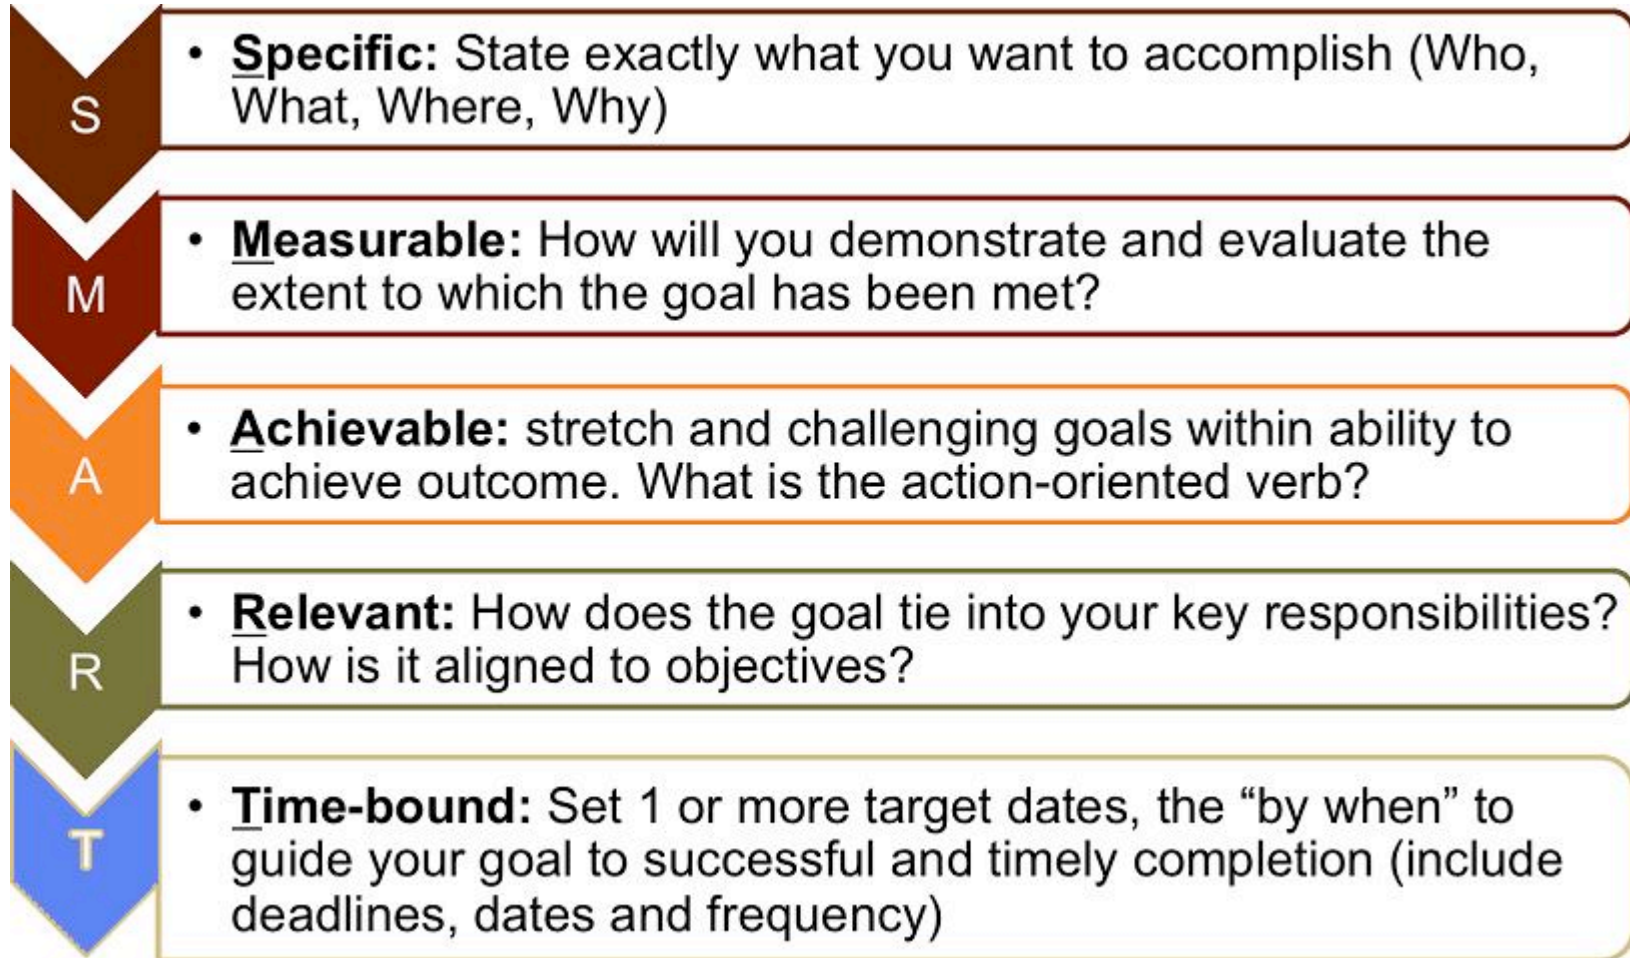 S
• Specific: State exactly what you want to accomplish (Who,
What, Where, Why)
M
• Measurable: How will you demonstrate and evaluate the
extent to which the goal has been met?
A
• Achievable: stretch and challenging goals within ability to
achieve outcome. What is the action-oriented verb?
R
• Relevant: How does the goal tie into your key responsibilities?
How is it aligned to objectives?
T
• Time-bound: Set 1 or more target dates, the “by when” to
guide your goal to successful and timely completion (include
deadlines, dates and frequency)